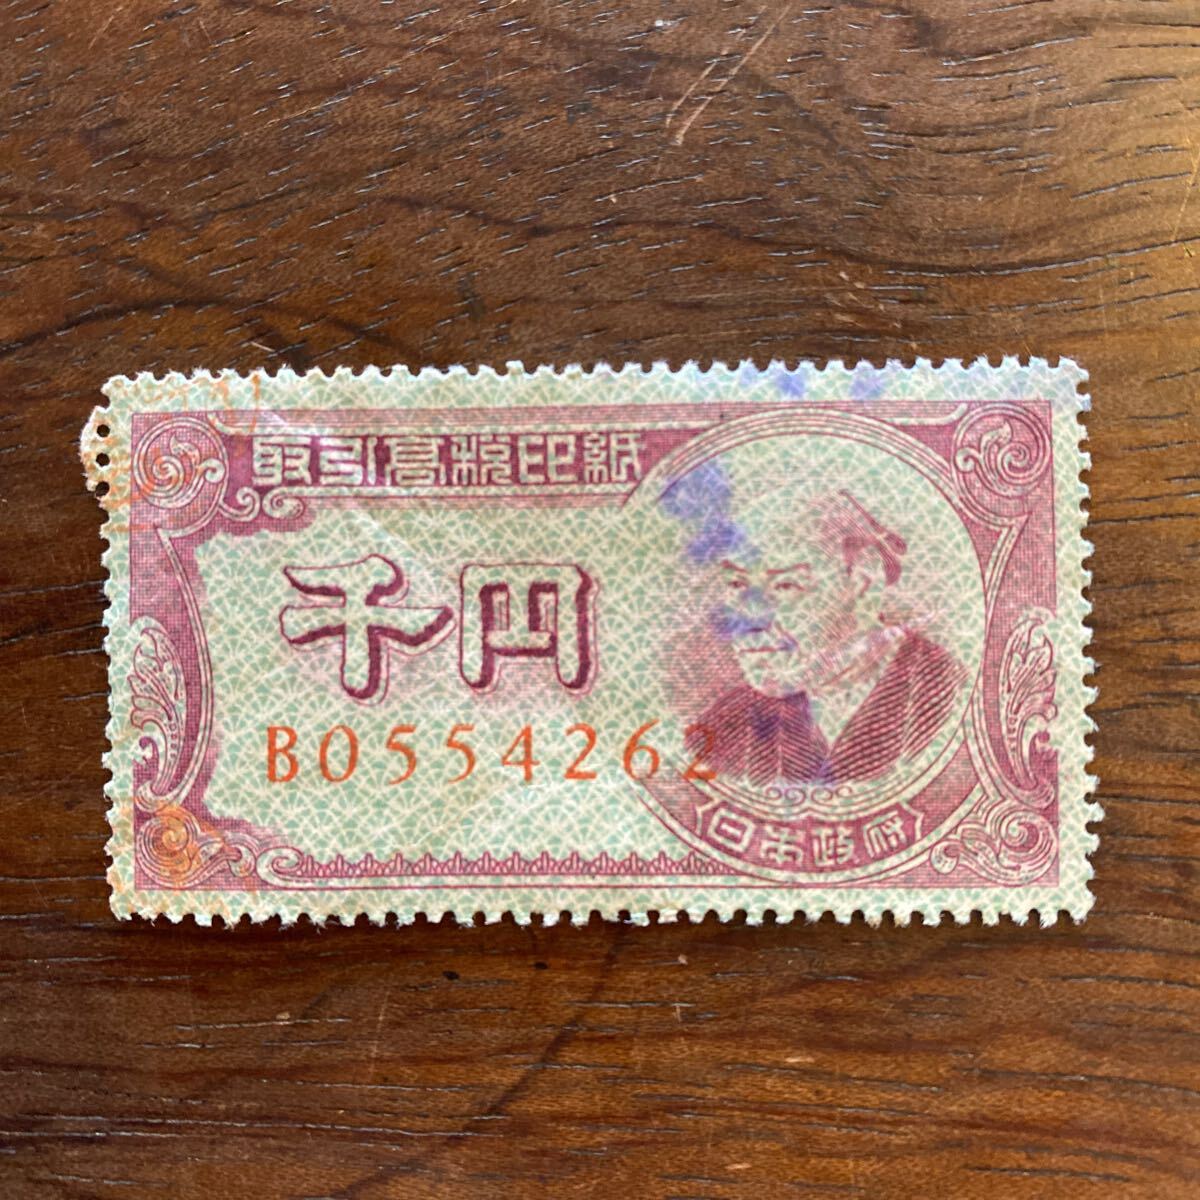 取引高税印紙
千円
B0554262
日本政府